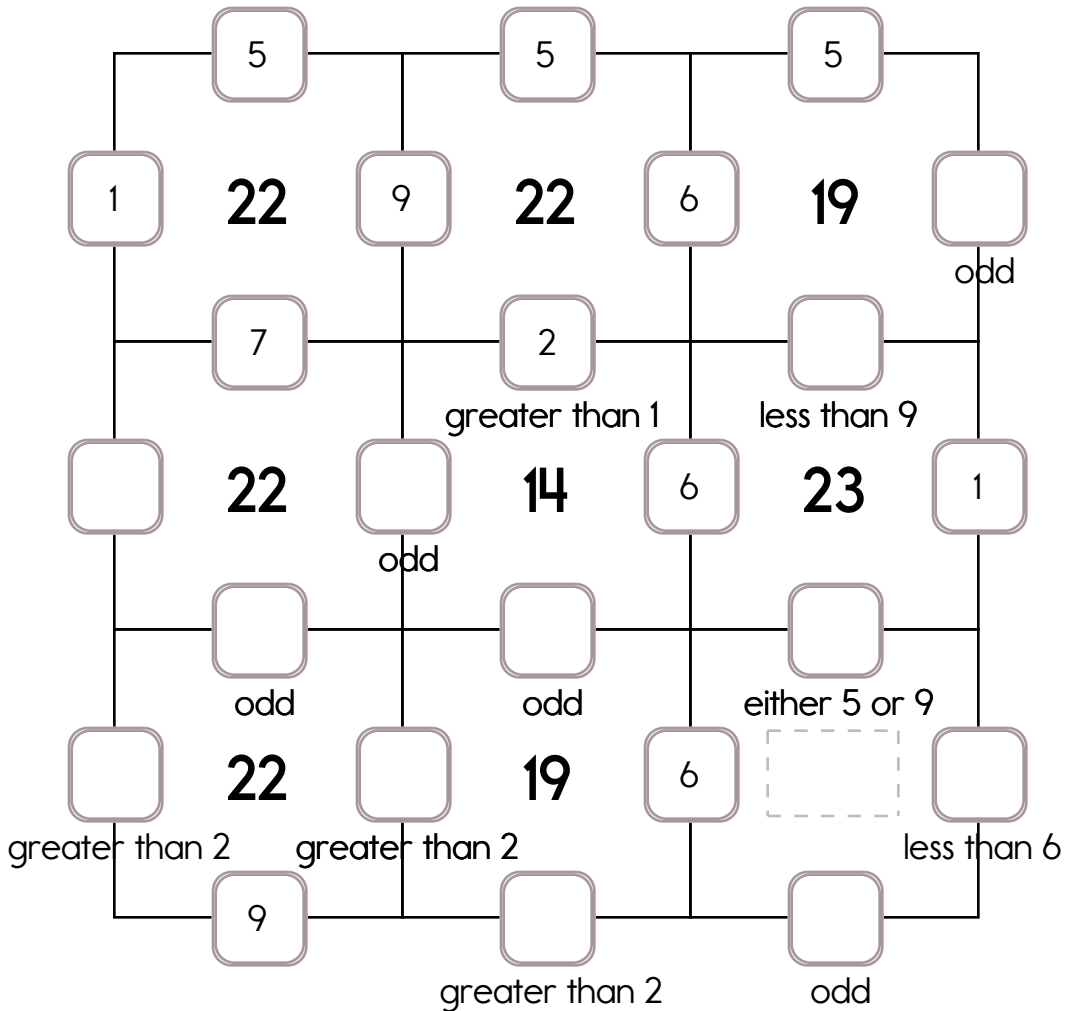 5 5 5
1 22 9 22 6 19
odd
7 2
greater than 1 less than 9
22 14 6 23 1
odd
odd odd either 5 or 9
22 19 6
greater than 2 greater than 2 less than 6
9
greater than 2 odd